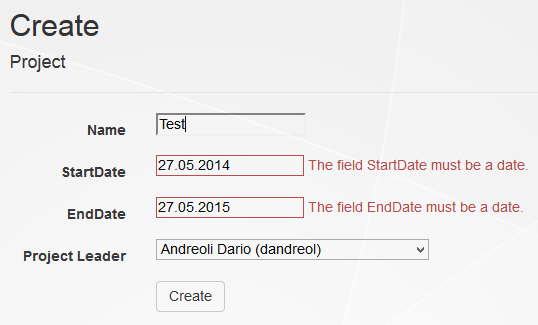 Create
Project
Name Test
StartDate 27.05.2014 The field StartDate must be a date.
EndDate 27.05.2015 The field EndDate must be a date.
Project Leader Andreoli Dario (dandreol)
Create